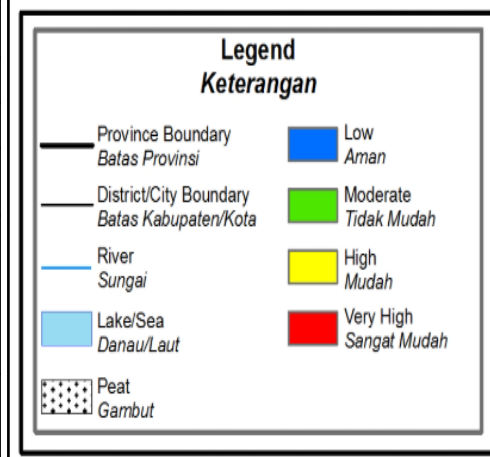 Legend
Keterangan
Province Boundary
Batas Provinsi
District/City Boundary
Batas Kabupaten/Kota
River
Sungai
Lake/Sea
Danau/Laut
Peat
Gambut
Low
Aman
Moderate
Tidak Mudah
High
Mudah
Very High
Sangat Mudah